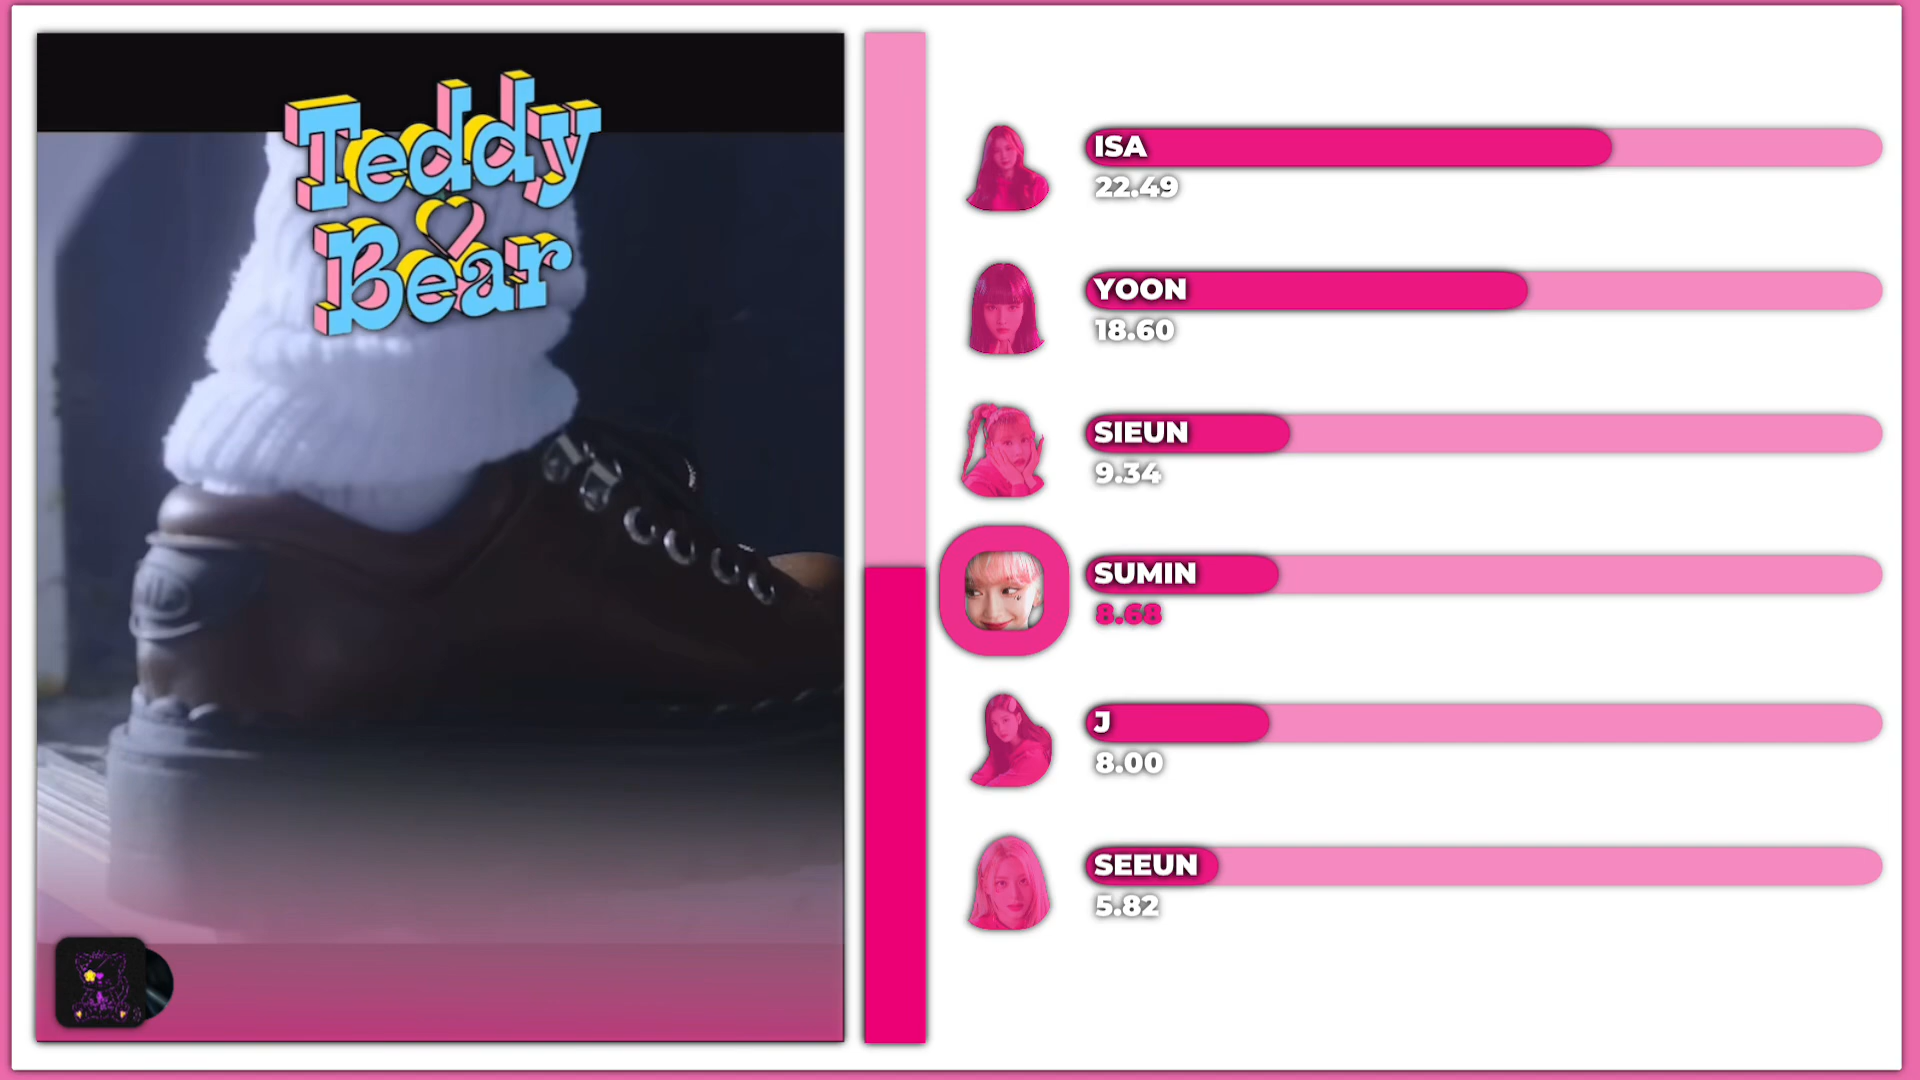 Teddy
Bear
ISA
22.49
YOON
18.60
SIEUN
9.34
SUMIN
8.68
J
8.00
SEEUN
5.82